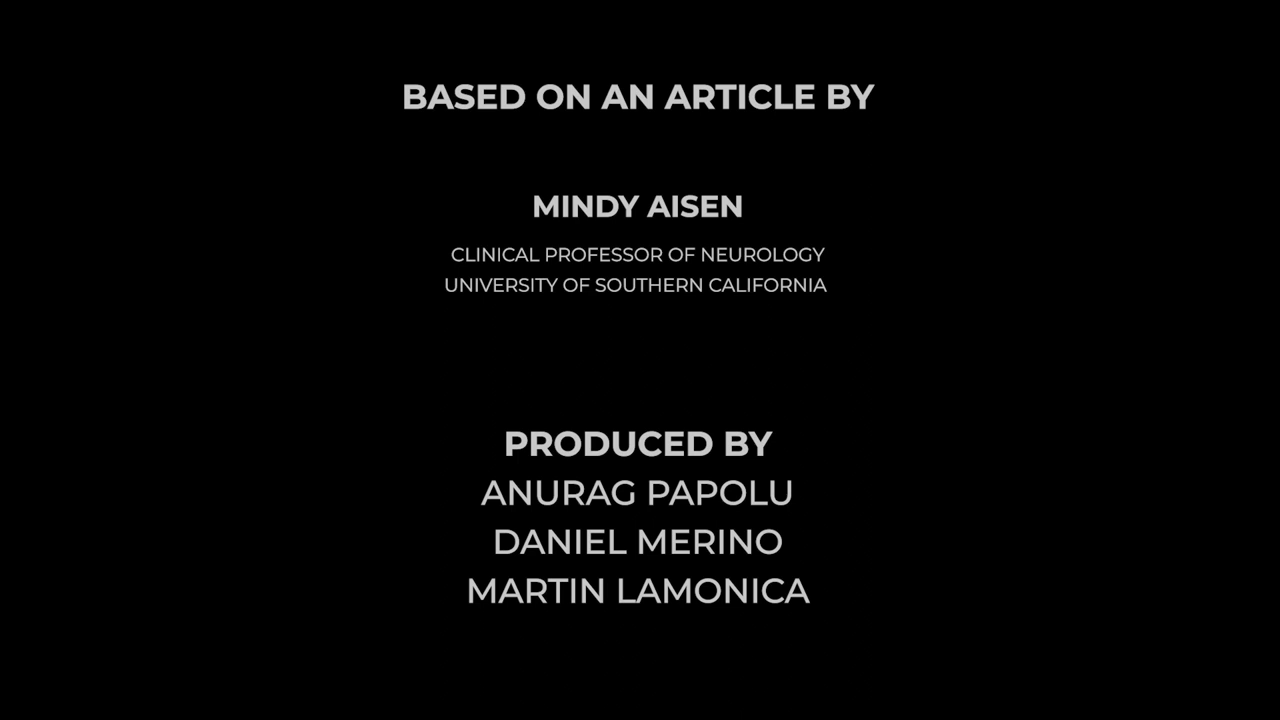 BASED ON AN ARTICLE BY
MINDY AISEN
CLINICAL PROFESSOR OF NEUROLOGY
UNIVERSITY OF SOUTHERN CALIFORNIA
PRODUCED BY
ANURAG PAPOLU
DANIEL MERINO
MARTIN LAMONICA